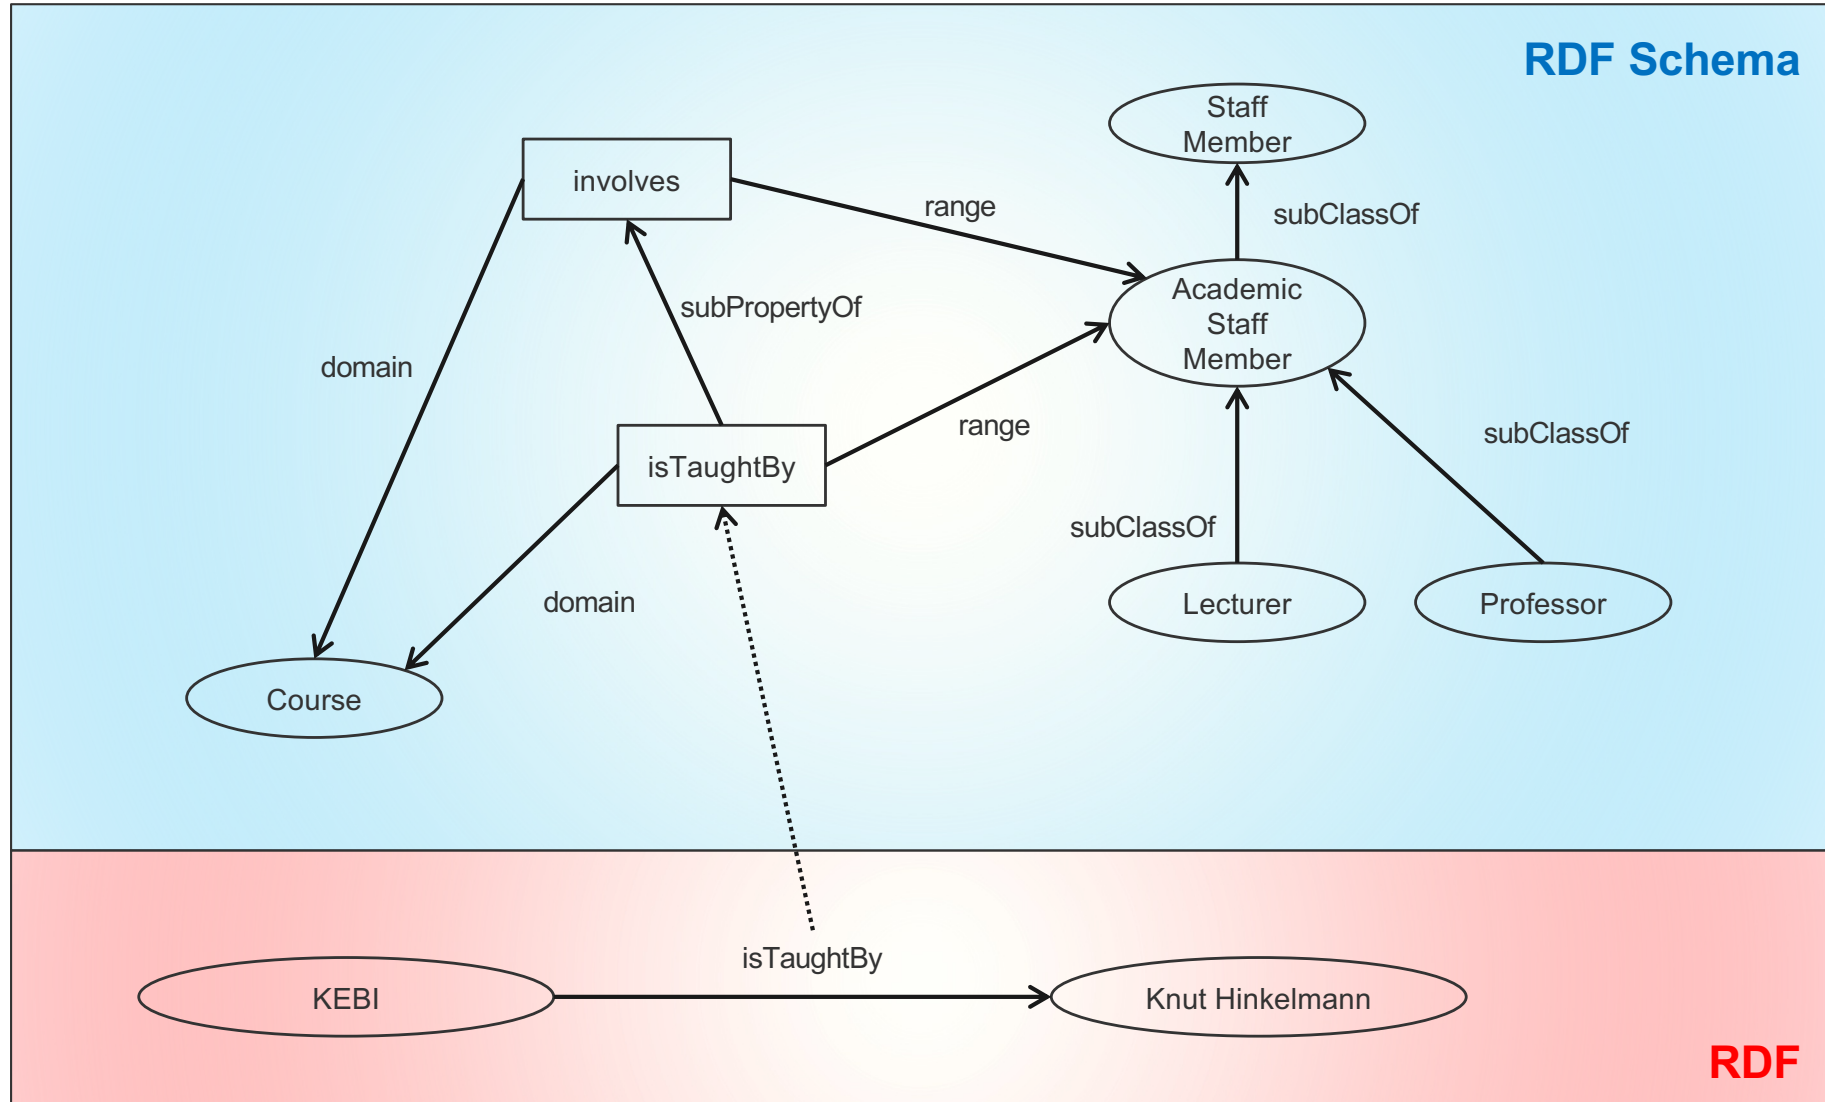 RDF Schema
Staff
Member
involves
range
subClassOf
Academic
Staff
Member
subPropertyOf
domain
range
subClassOf
isTaughtBy
subClassOf
domain
Lecturer
Professor
Course
isTaughtBy
KEBI
Knut Hinkelmann
RDF